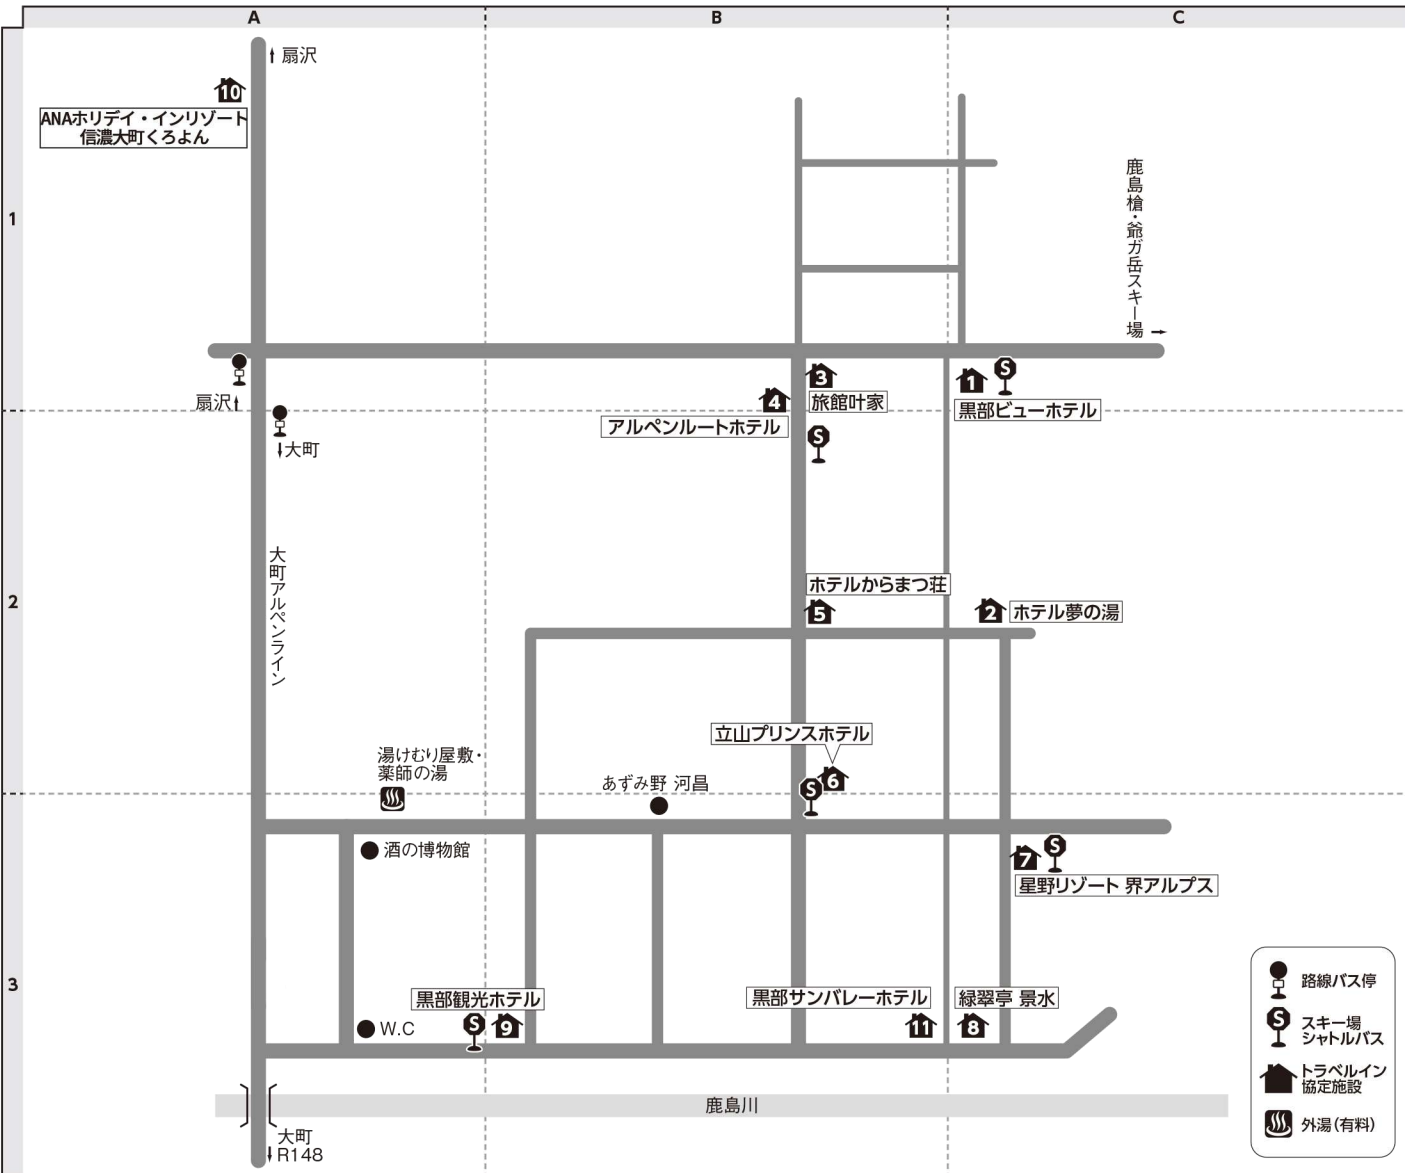 A
B
C
1
2
3
扇沢
10
ANAホリデイ・インリゾート
信濃大町くろよん
鹿島槍・爺ガ岳スキー場
扇沢
大町
3
旅館叶家
4
アルペンルートホテル
S
1
S
黒部ビューホテル
大町アルペンライン
ホテルからまつ荘
5
2
ホテル夢の湯
立山プリンスホテル
S
6
湯けむり屋敷・
薬師の湯
あずみ野 河昌
酒の博物館
7
S
星野リゾート 界アルプス
黒部観光ホテル
S
9
W.C
黒部サンバレーホテル
11
緑翠亭 景水
8
鹿島川
大町
R148
路線バス停
S
スキー場
シャトルバス
トラベルイン
協定施設
外湯（有料）